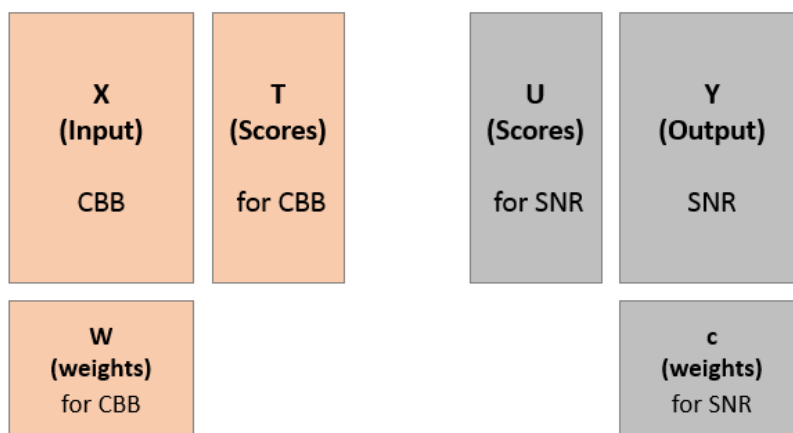 X
(Input)
CBB
T
(Scores)
for CBB
U
(Scores)
for SNR
Y
(Output)
SNR
W
(weights)
for CBB
c
(weights)
for SNR